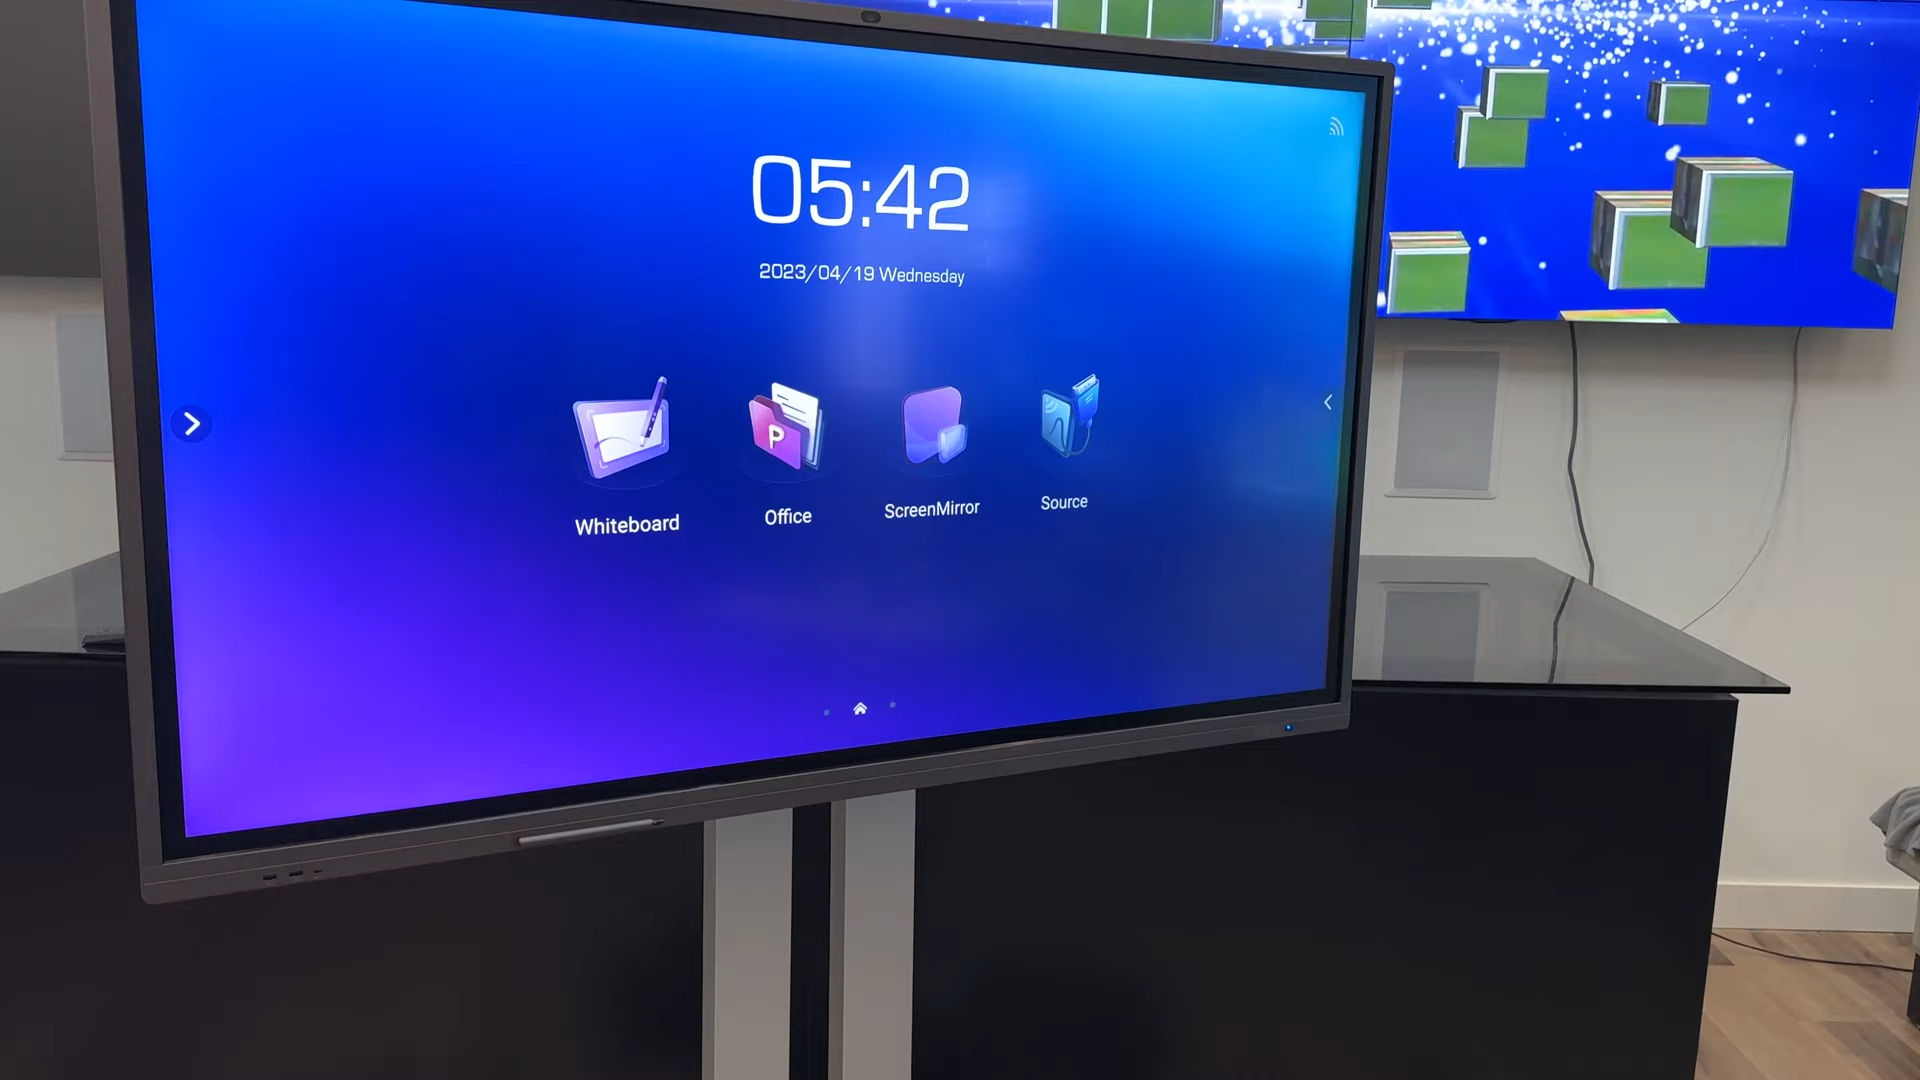 05:42
2023/04/19 Wednesday
P
Whiteboard
Office
ScreenMirror
Source